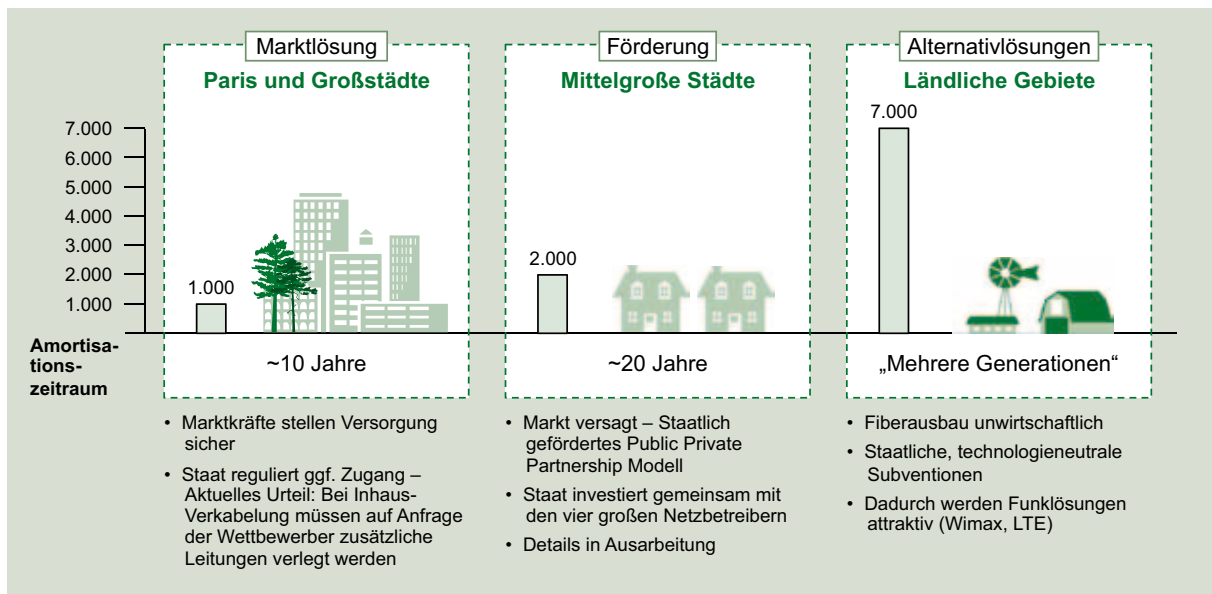 Marktlösung
Paris und Großstädte
Förderung
Mittelgroße Städte
Alternativlösungen
Ländliche Gebiete
7.000
6.000
5.000
4.000
3.000
2.000
1.000
1.000
2.000
7.000
Amortisa-
tions-
zeitraum
~10 Jahre
~20 Jahre
„Mehrere Generationen“
• Marktkräfte stellen Versorgung
sicher
• Staat reguliert ggf. Zugang –
Aktuelles Urteil: Bei Inhaus-
Verkabelung müssen auf Anfrage
der Wettbewerber zusätzliche
Leitungen verlegt werden
• Markt versagt – Staatlich
gefördertes Public Private
Partnership Modell
• Staat investiert gemeinsam mit
den vier großen Netzbetreibern
• Details in Ausarbeitung
• Fiberausbau unwirtschaftlich
• Staatliche, technologieneutrale
Subventionen
• Dadurch werden Funklösungen
attraktiv (Wimax, LTE)